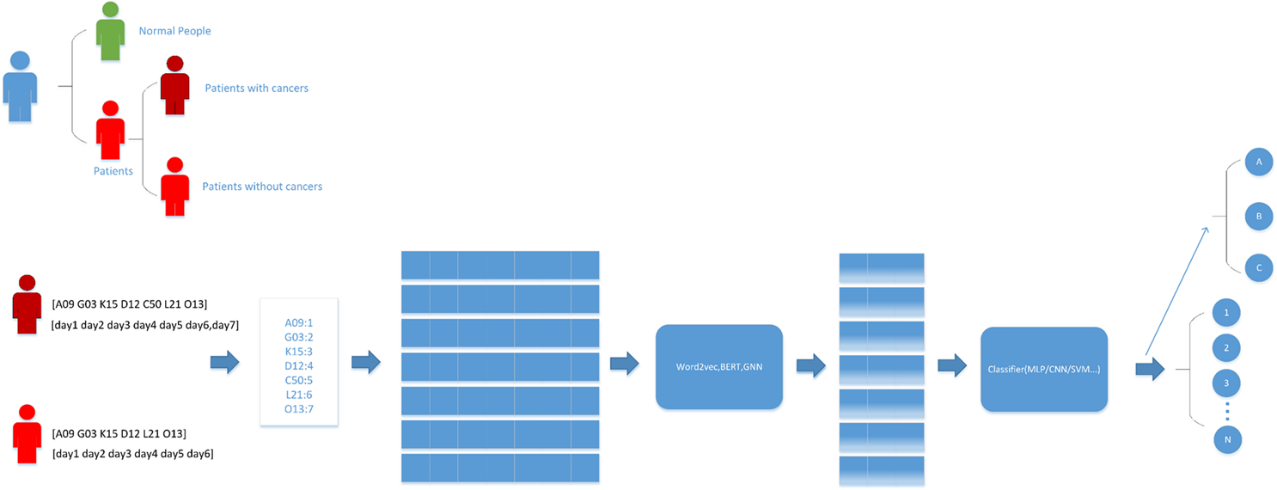 Normal People
Patients with cancers
Patients
Patients without cancers
[A09 G03 K15 D12 C50 L21 O13]
[day1 day2 day3 day4 day5 day6,day7]
[A09 G03 K15 D12 L21 O13]
[day1 day2 day3 day4 day5 day6]
A09:1
G03:2
K15:3
D12:4
C50:5
L21:6
O13:7
Word2vec,BERT,GNN
Classifier(MLP/CNN/SVM...)
A
B
C
1
2
3
N